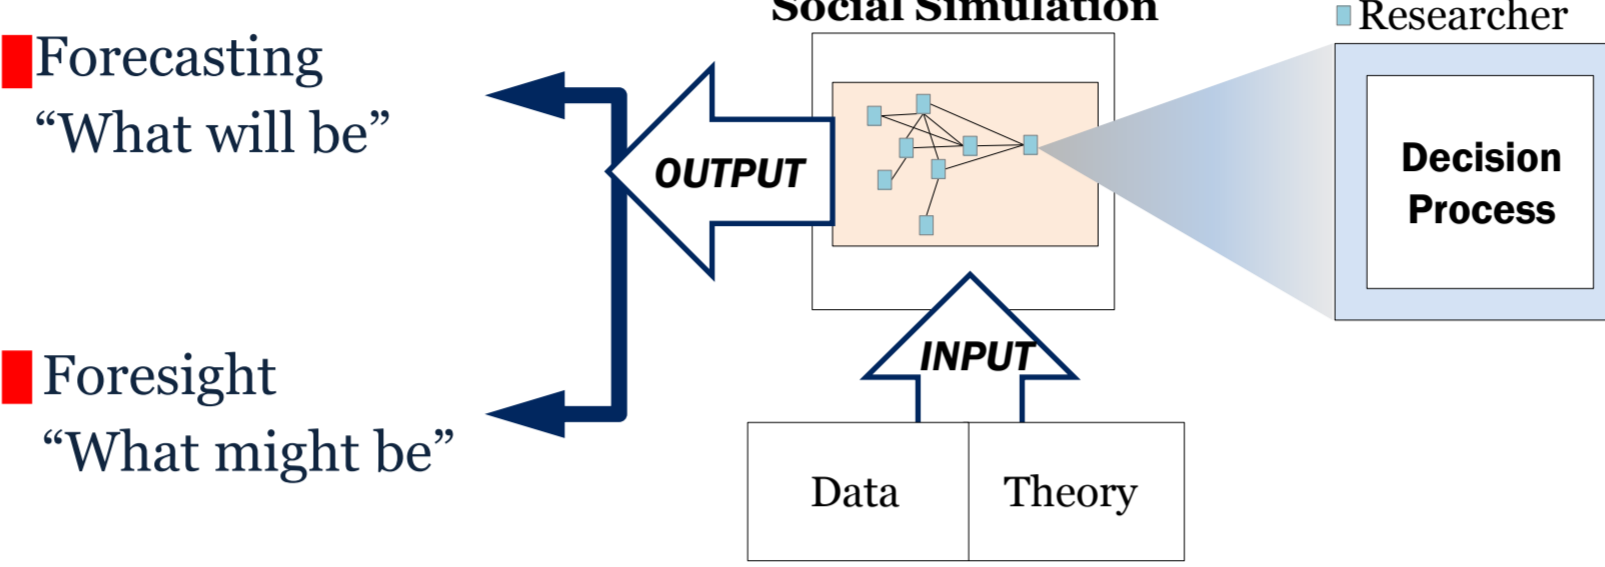 Social Simulation
Researcher
Forecasting
“What will be”
OUTPUT
Decision
Process
INPUT
Foresight
“What might be”
Data
Theory